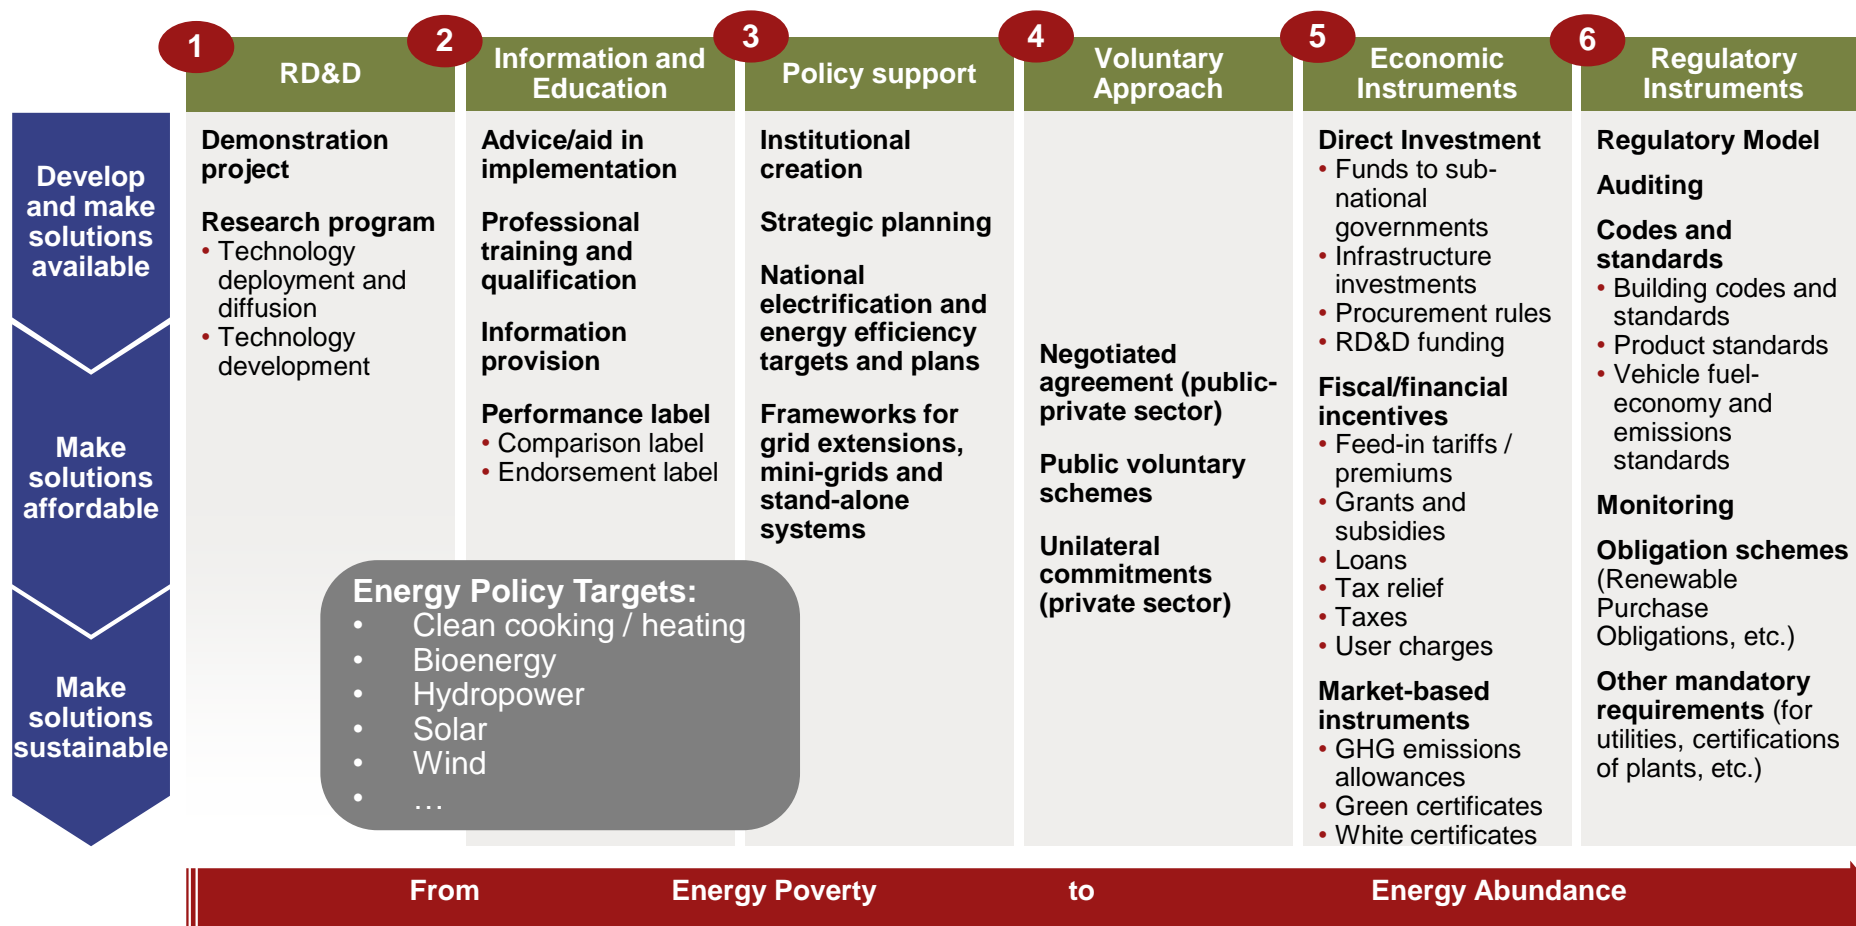 1
RD&D
2
Information and
Education
3
Policy support
4
Voluntary
Approach
5
Economic
Instruments
6
Regulatory
Instruments
Develop
and make
solutions
available
Make
solutions
affordable
Make
solutions
sustainable
Demonstration
project
Research program
• Technology
deployment and
diffusion
• Technology
development
Advice/aid in
implementation
Professional
training and
qualification
Information
provision
Performance label
• Comparison label
• Endorsement label
Institutional
creation
Strategic planning
National
electrification and
energy efficiency
targets and plans
Frameworks for
grid extensions,
mini-grids and
stand-alone
systems
Negotiated
agreement (public-
private sector)
Public voluntary
schemes
Unilateral
commitments
(private sector)
Direct Investment
• Funds to sub-
national
governments
• Infrastructure
investments
• Procurement rules
• RD&D funding
Fiscal/financial
incentives
• Feed-in tariffs /
premiums
• Grants and
subsidies
• Loans
• Tax relief
• Taxes
• User charges
Market-based
instruments
• GHG emissions
allowances
• Green certificates
• White certificates
Regulatory Model
Auditing
Codes and
standards
• Building codes and
standards
• Product standards
• Vehicle fuel-
economy and
emissions
standards
Monitoring
Obligation schemes
(Renewable
Purchase
Obligations, etc.)
Other mandatory
requirements (for
utilities, certifications
of plants, etc.)
Energy Policy Targets:
• Clean cooking / heating
• Bioenergy
• Hydropower
• Solar
• Wind
• …
From Energy Poverty to Energy Abundance